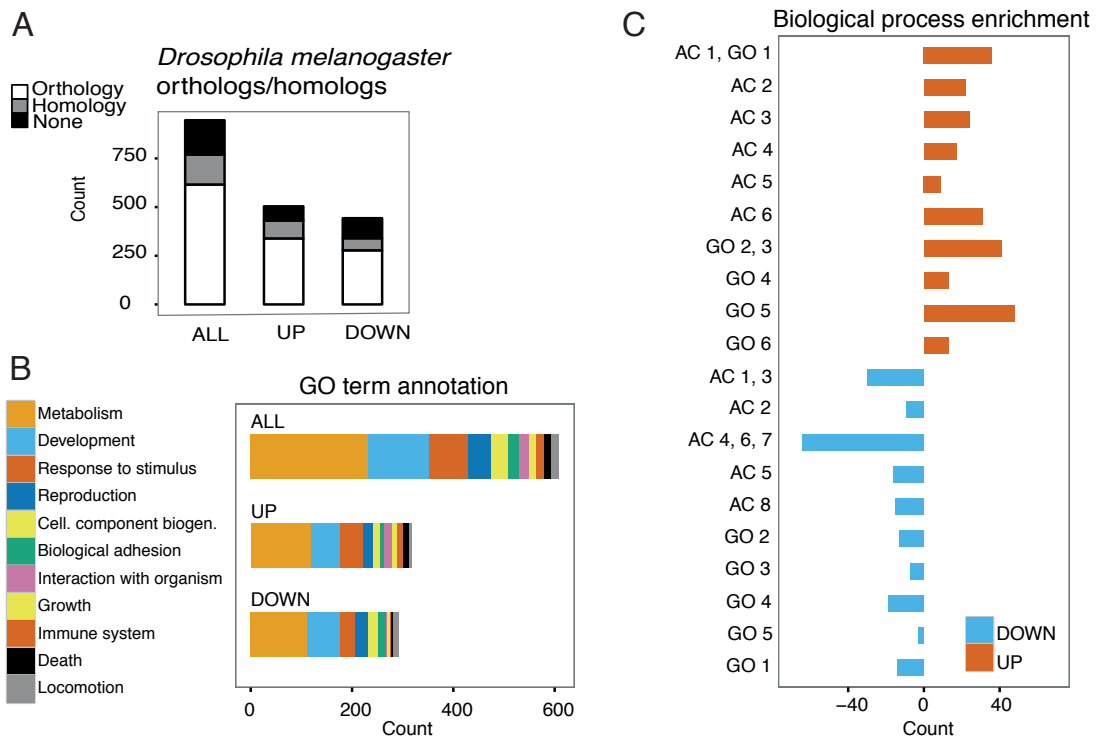 A
Drosophila melanogaster
orthologs/homologs
Orthology
Homology
None
Count
750
500
250
0
ALL
UP
DOWN
B
GO term annotation
Metabolism
Development
Response to stimulus
Reproduction
Cell. component biogen.
Biological adhesion
Interaction with organism
Growth
Immune system
Death
Locomotion
ALL
UP
DOWN
0 200 400 600
Count
C
Biological process enrichment
AC 1, GO 1
AC 2
AC 3
AC 4
AC 5
AC 6
GO 2, 3
GO 4
GO 5
GO 6
AC 1, 3
AC 2
AC 4, 6, 7
AC 5
AC 8
GO 2
GO 3
GO 4
GO 5
GO 1
DOWN
UP
−40 0 40
Count